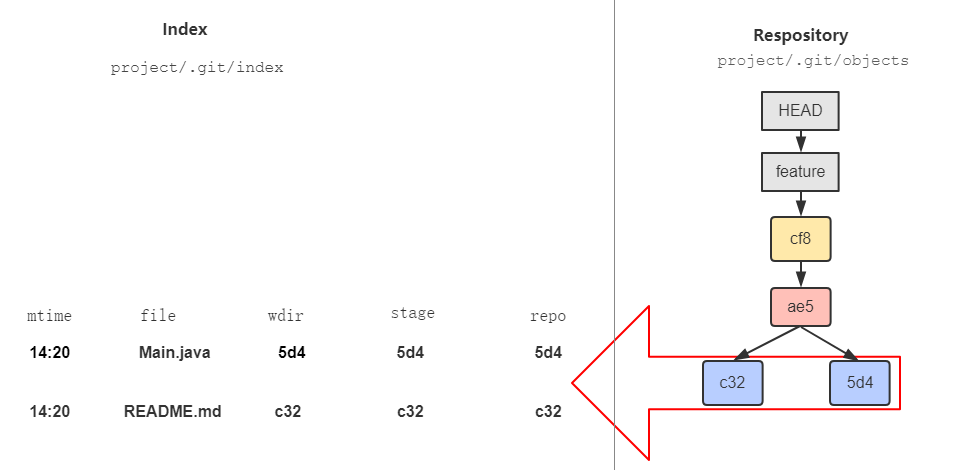 Index
project/.git/index
mtime file wdir stage repo
14:20 Main.java 5d4 5d4 5d4
14:20 README.md c32 c32 c32
Respository
project/.git/objects
HEAD
feature
cf8
ae5
c32 5d4